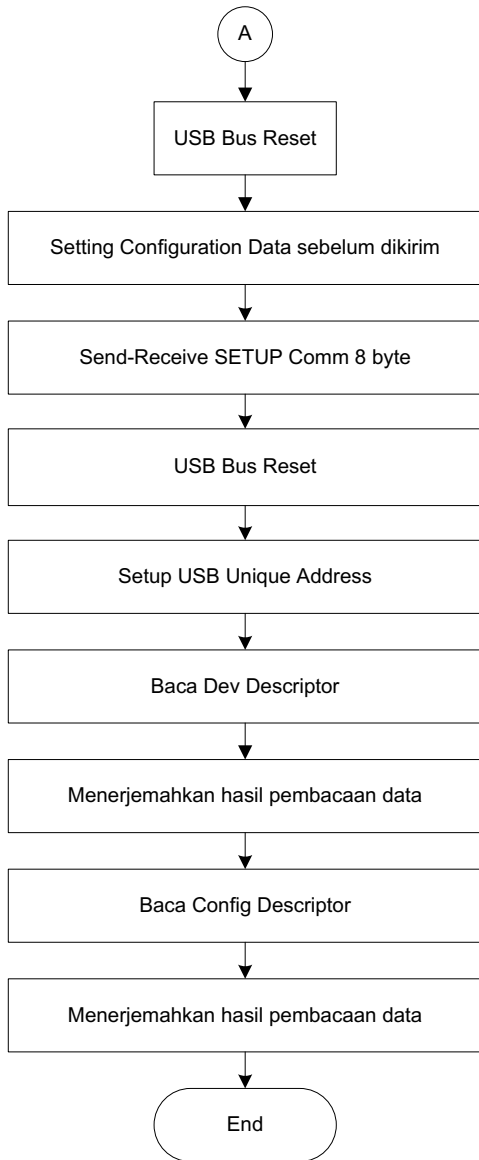 A
USB Bus Reset
Setting Configuration Data sebelum dikirim
Send-Receive SETUP Comm 8 byte
USB Bus Reset
Setup USB Unique Address
Baca Dev Descriptor
Menerjemahkan hasil pembacaan data
Baca Config Descriptor
Menerjemahkan hasil pembacaan data
End